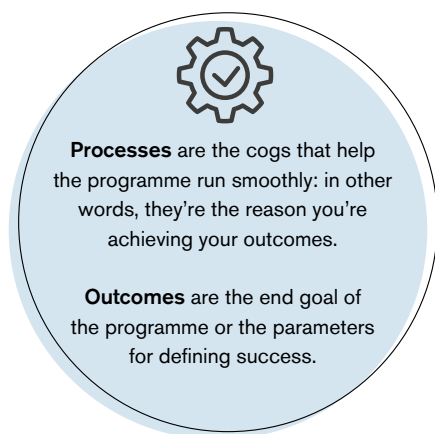 Processes are the cogs that help
the programme run smoothly: in other
words, they’re the reason you’re
achieving your outcomes.
Outcomes are the end goal of
the programme or the parameters
for defining success.